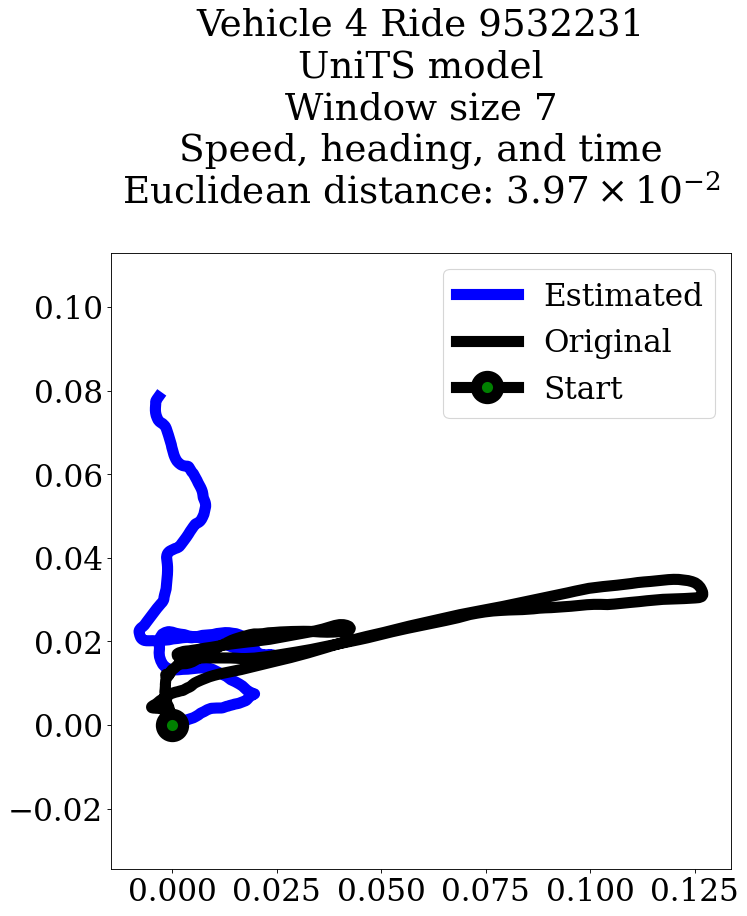 Vehicle 4 Ride 9532231
UniTS model
Window size 7
Speed, heading, and time
Euclidean distance: 3.97 × 10⁻²
Estimated
Original
Start
0.10
0.08
0.06
0.04
0.02
0.00
−0.02
0.000 0.025 0.050 0.075 0.100 0.125